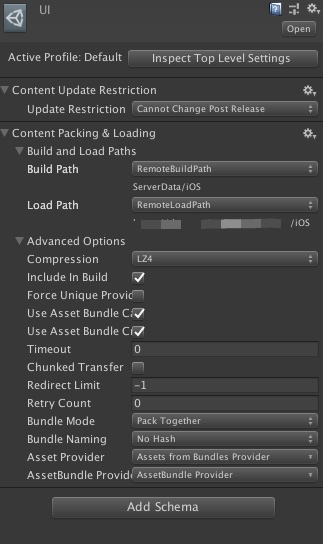 UI
Open
Active Profile: Default Inspect Top Level Settings
Content Update Restriction
Update Restriction Cannot Change Post Release
Content Packing & Loading
Build and Load Paths
Build Path RemoteBuildPath
ServerData/iOS
Load Path RemoteLoadPath
/iOS
Advanced Options
Compression LZ4
Include In Build
Force Unique Provid
Use Asset Bundle Ca
Use Asset Bundle Cr
Timeout 0
Chunked Transfer
Redirect Limit -1
Retry Count 0
Bundle Mode Pack Together
Bundle Naming No Hash
Asset Provider Assets from Bundles Provider
AssetBundle Provide AssetBundle Provider
Add Schema